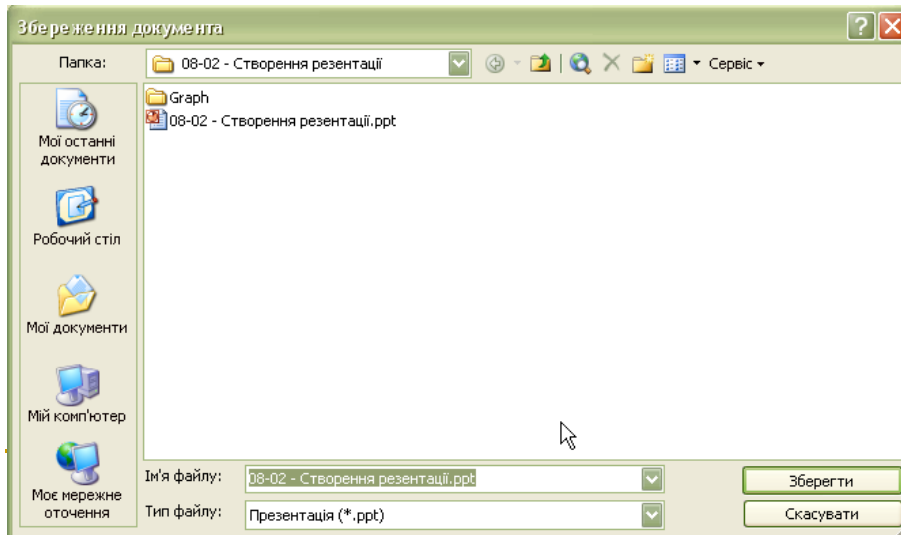 Збереження документа
Папка:
08-02 - Створення резентації
Сервіс
Graph
08-02 - Створення резентації.ppt
Мої останні
документи
Робочий стіл
Мої документи
Мій комп'ютер
Моє мережне
оточення
Ім'я файлу:
08-02 - Створення резентації.ppt
Зберегти
Тип файлу:
Презентація (*.ppt)
Скасувати